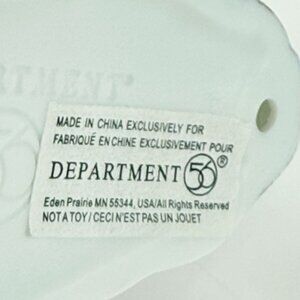 RTMENT®
MADE IN CHINA EXCLUSIVELY FOR
FABRIQUÉ EN CHINE EXCLUSIVEMENT POUR
DEPARTMENT 56®
Eden Prairie MN 55344, USA/All Rights Reserved
NOT A TOY / CECI N'EST PAS UN JOUET